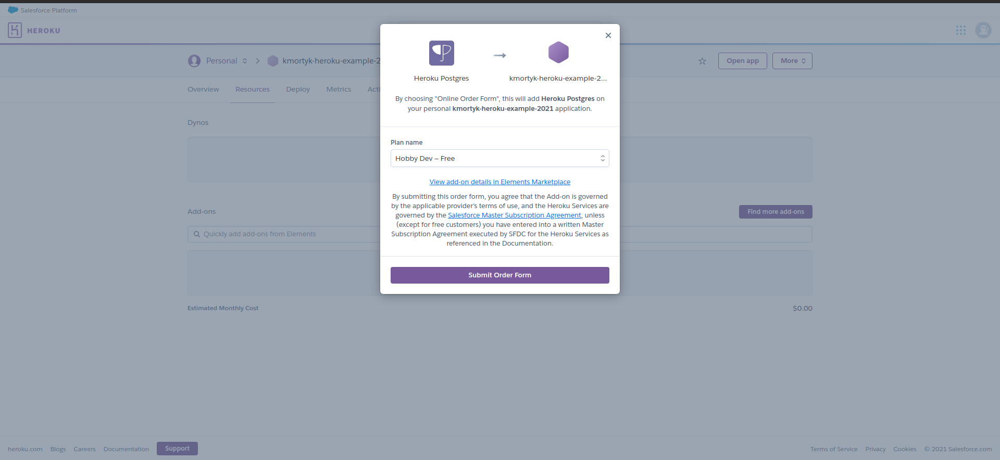 Salesforce Platform
HEROKU
Personal
kmortyk-heroku-example-2
Open app
More
Overview
Resources
Deploy
Metrics
Acti
Dynos
Add-ons
Find more add-ons
Quickly add add-ons from Elements
Estimated Monthly Cost
$0.00
Heroku Postgres
kmortyk-heroku-example-2...
By choosing "Online Order Form", this will add Heroku Postgres on
your personal kmortyk-heroku-example-2021 application.
Plan name
Hobby Dev – Free
View add-on details in Elements Marketplace
By submitting this order form, you agree that the Add-on is governed
by the applicable provider's terms of use, and the Heroku Services are
governed by the Salesforce Master Subscription Agreement, unless
(except for free customers) you have entered into a written Master
Subscription Agreement executed by SFDC for the Heroku Services as
referenced in the Documentation.
Submit Order Form
heroku.com
Blogs
Careers
Documentation
Support
Terms of Service
Privacy
Cookies
© 2021 Salesforce.com